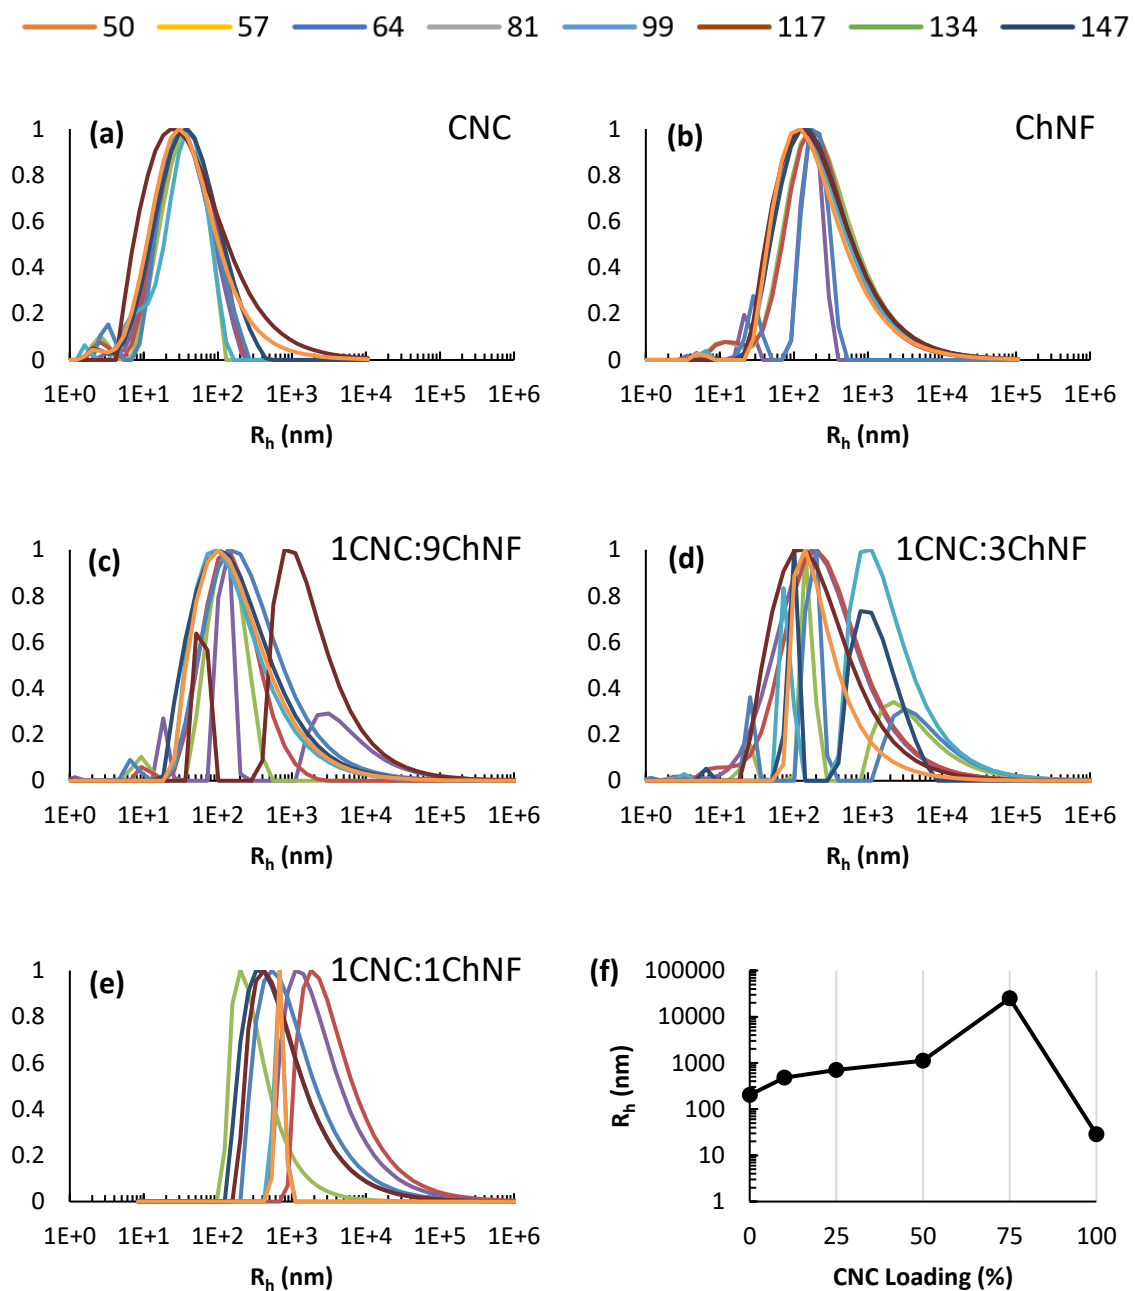 50 57 64 81 99 117 134 147
(a) CNC
1
0.8
0.6
0.4
0.2
0
1E+0 1E+1 1E+2 1E+3 1E+4 1E+5 1E+6
Rh (nm)
(b) ChNF
1
0.8
0.6
0.4
0.2
0
1E+0 1E+1 1E+2 1E+3 1E+4 1E+5 1E+6
Rh (nm)
(c) 1CNC:9ChNF
1
0.8
0.6
0.4
0.2
0
1E+0 1E+1 1E+2 1E+3 1E+4 1E+5 1E+6
Rh (nm)
(d) 1CNC:3ChNF
1
0.8
0.6
0.4
0.2
0
1E+0 1E+1 1E+2 1E+3 1E+4 1E+5 1E+6
Rh (nm)
(e) 1CNC:1ChNF
1
0.8
0.6
0.4
0.2
0
1E+0 1E+1 1E+2 1E+3 1E+4 1E+5 1E+6
Rh (nm)
(f)
100000
10000
1000
100
10
1
Rh (nm)
0 25 50 75 100
CNC Loading (%)